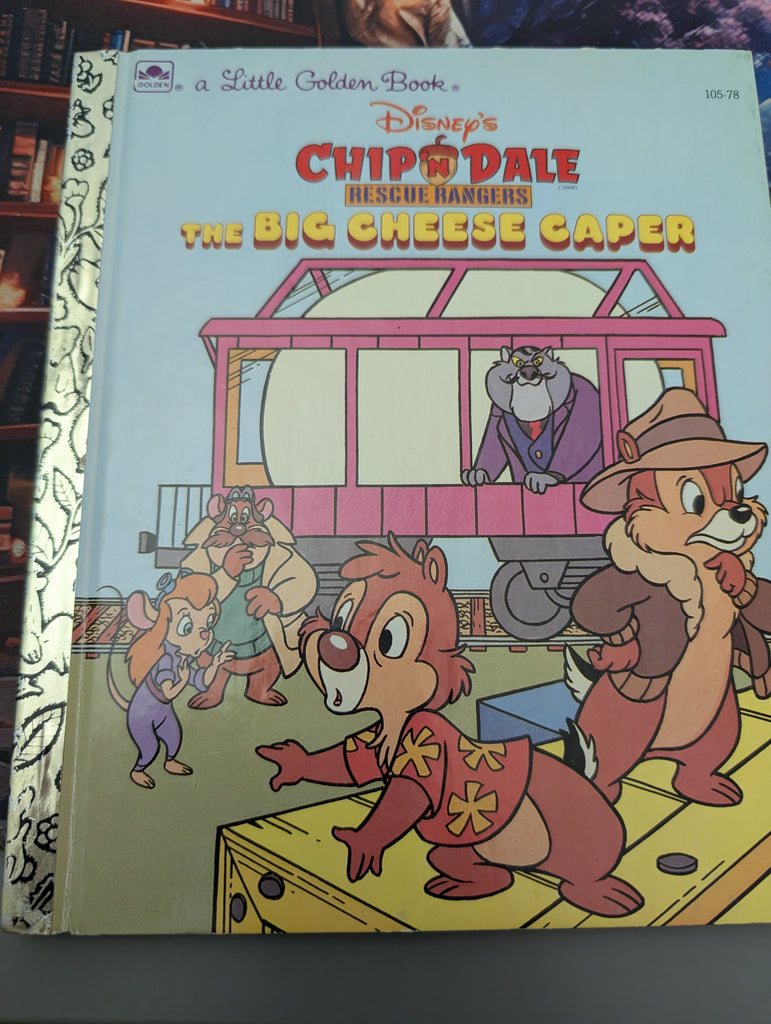 GOLDEN® a Little Golden Book®
105-78
DISNEY'S
CHIP 'N DALE
© DISNEY
RESCUE RANGERS
THE BIG CHEESE CAPER